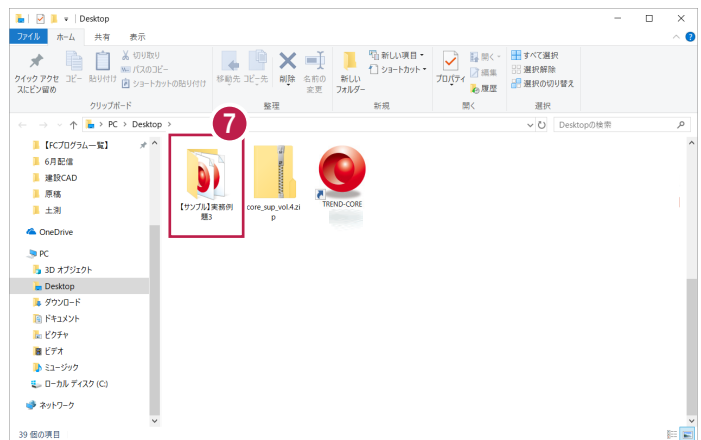 Desktop
ファイル ホーム 共有 表示
クイック アクセスにピン留め
コピー
貼り付け
切り取り
パスのコピー
ショートカットの貼り付け
クリップボード
移動先
コピー先
削除
名前の変更
整理
新しいフォルダー
新しい項目
ショートカット
新規
プロパティ
開く
編集
履歴
開く
すべて選択
選択解除
選択の切り替え
選択
PC > Desktop >
Desktopの検索
7
【FCプログラム一覧】
6月配信
建設CAD
原稿
土測
OneDrive
PC
3D オブジェクト
Desktop
ダウンロード
ドキュメント
ピクチャ
ビデオ
ミュージック
ローカル ディスク (C:)
ネットワーク
【サンプル】実務例
題3
core_sup_vol.4.zi
p
TREND-CORE
39 個の項目